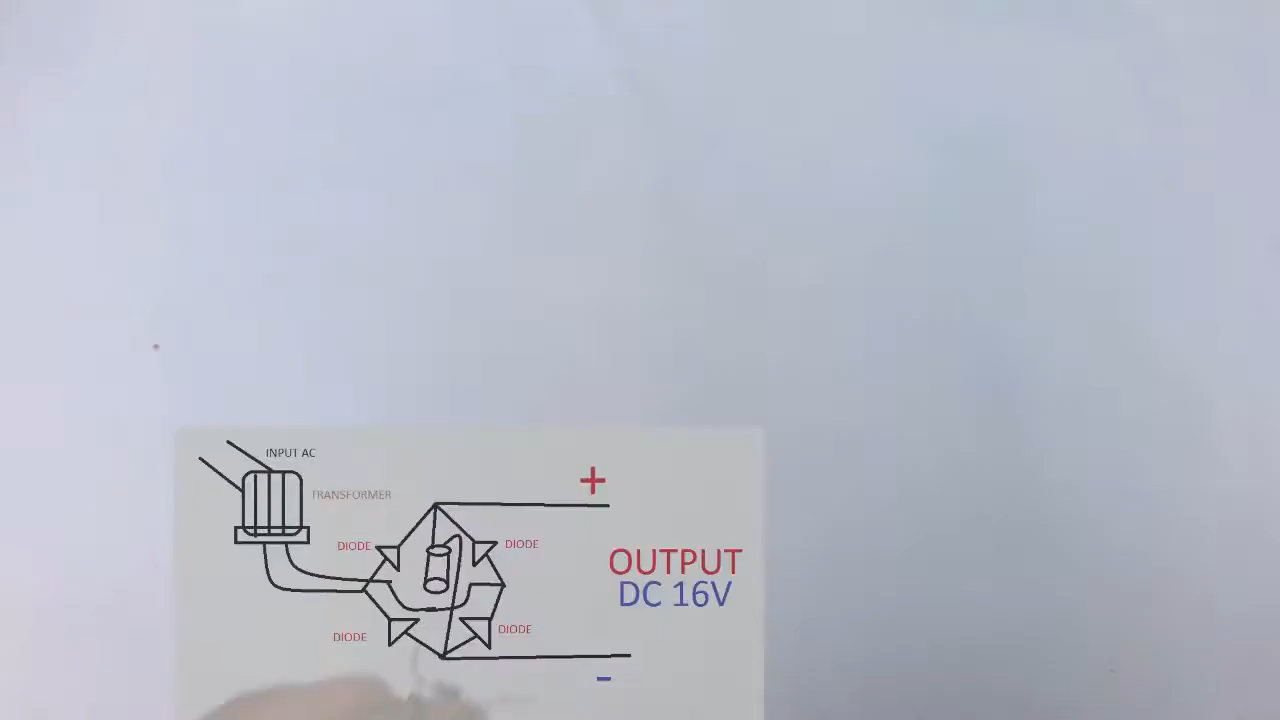 INPUT AC
TRANSFORMER
+
DIODE
DIODE
OUTPUT
DC 16V
DIODE
DIODE
-